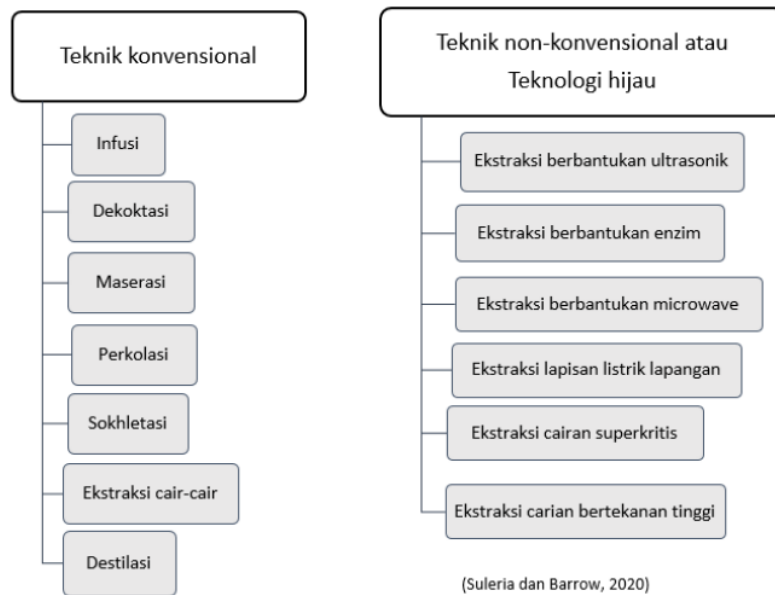 Teknik konvensional
Infusi
Dekoktasi
Maserasi
Perkolasi
Sokhletasi
Ekstraksi cair-cair
Destilasi
Teknik non-konvensional atau
Teknologi hijau
Ekstraksi berbantukan ultrasonik
Ekstraksi berbantukan enzim
Ekstraksi berbantukan microwave
Ekstraksi lapisan listrik lapangan
Ekstraksi cairan superkritis
Ekstraksi carian bertekanan tinggi
(Suleria dan Barrow, 2020)